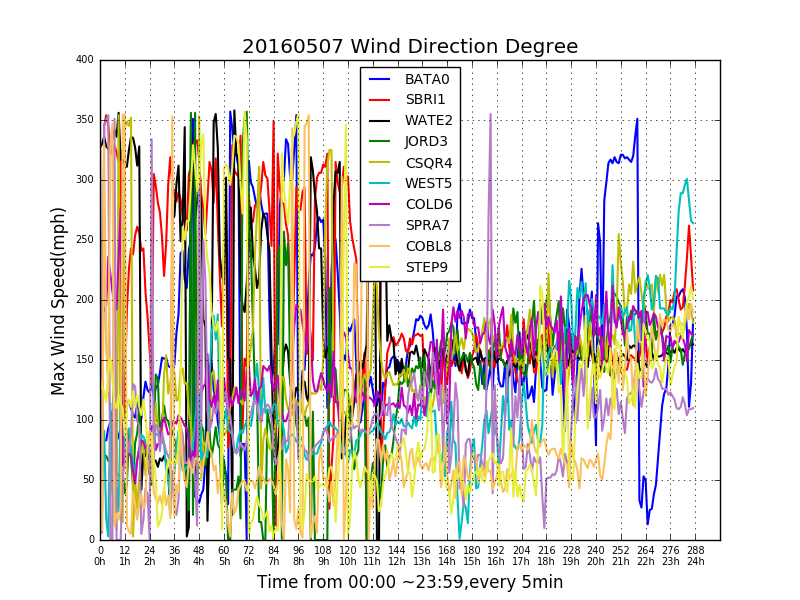 20160507 Wind Direction Degree
400
350
300
250
200
150
100
50
0
Max Wind Speed(mph)
BATA0
SBRI1
WATE2
JORD3
CSQR4
WEST5
COLD6
SPRA7
COBL8
STEP9
0 12 24 36 48 60 72 84 96 108 120 132 144 156 168 180 192 204 216 228 240 252 264 276 288
0h 1h 2h 3h 4h 5h 6h 7h 8h 9h 10h 11h 12h 13h 14h 15h 16h 17h 18h 19h 20h 21h 22h 23h 24h
Time from 00:00 ~23:59,every 5min